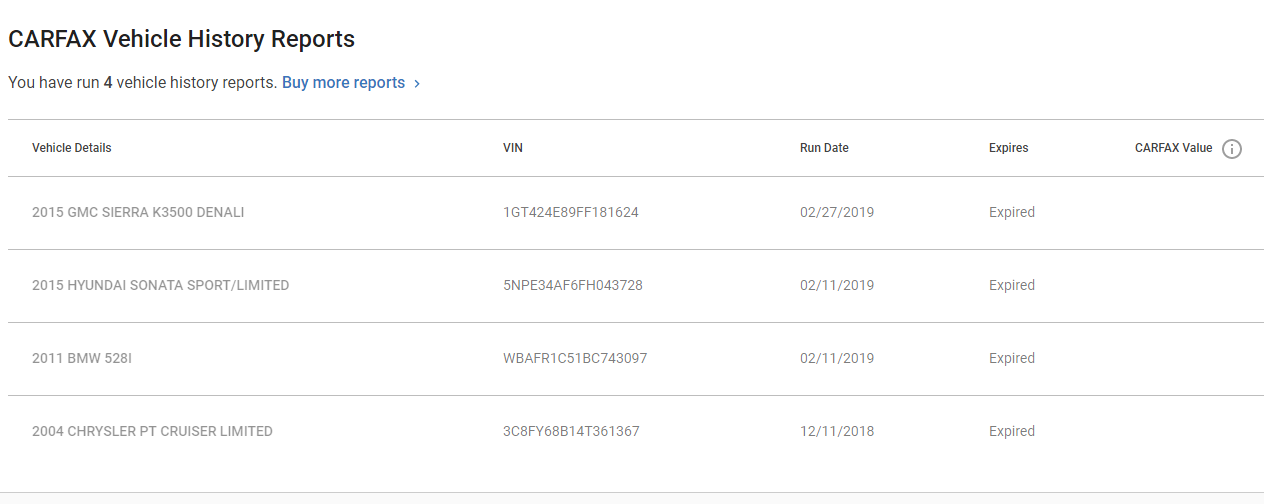 CARFAX Vehicle History Reports
You have run 4 vehicle history reports. Buy more reports >
Vehicle Details VIN Run Date Expires CARFAX Value
2015 GMC SIERRA K3500 DENALI 1GT424E89FF181624 02/27/2019 Expired
2015 HYUNDAI SONATA SPORT/LIMITED 5NPE34AF6FH043728 02/11/2019 Expired
2011 BMW 528I WBAFR1C51BC743097 02/11/2019 Expired
2004 CHRYSLER PT CRUISER LIMITED 3C8FY68B14T361367 12/11/2018 Expired